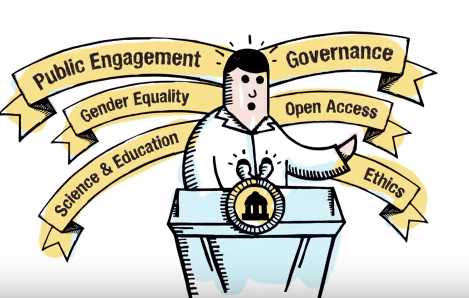 Public Engagement
Governance
Gender Equality
Open Access
Science & Education
Ethics